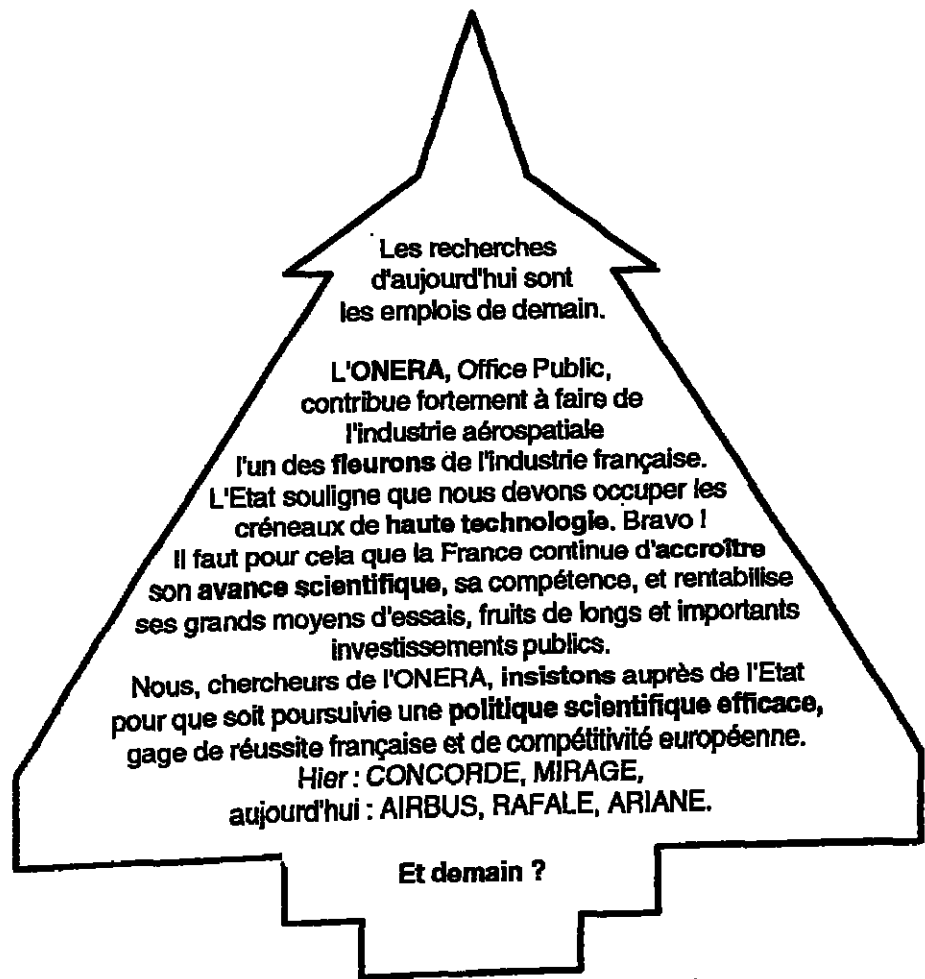 Les recherches
d'aujourd'hui sont
les emplois de demain.
L'ONERA, Office Public,
contribue fortement à faire de
l'industrie aérospatiale
l'un des fleurons de l'industrie française.
L'Etat souligne que nous devons occuper les
créneaux de haute technologie. Bravo !
Il faut pour cela que la France continue d'accroître
son avance scientifique, sa compétence, et rentabilise
ses grands moyens d'essais, fruits de longs et importants
investissements publics.
Nous, chercheurs de l'ONERA, insistons auprès de l'Etat
pour que soit poursuivie une politique scientifique efficace,
gage de réussite française et de compétitivité européenne.
Hier : CONCORDE, MIRAGE,
aujourd'hui : AIRBUS, RAFALE, ARIANE.
Et demain ?